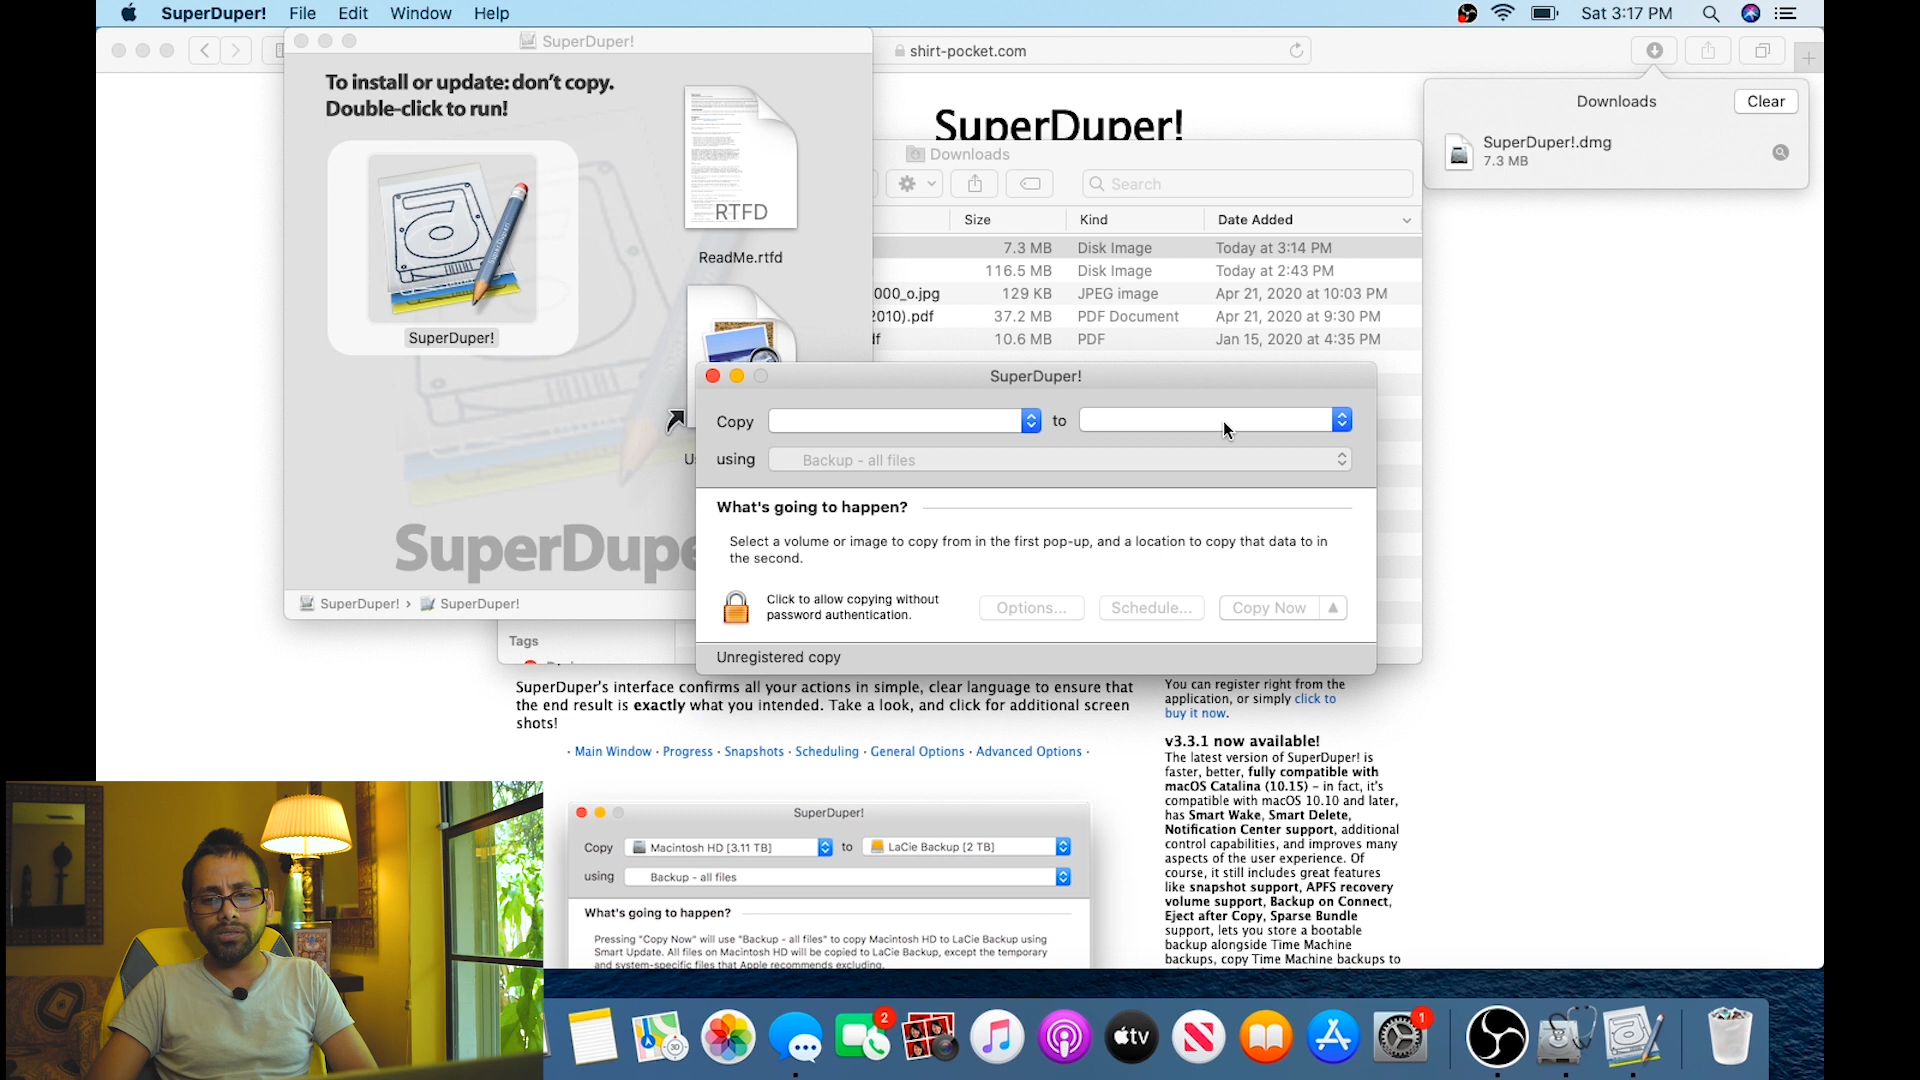 SuperDuper! File Edit Window Help
Sat 3:17 PM
SuperDuper!
shirt-pocket.com
To install or update: don't copy.
Double-click to run!
RTFD
ReadMe.rtfd
SuperDuper!
SuperDuper! › SuperDuper!
SuperDuper!
Downloads
Search
Size Kind Date Added
7.3 MB Disk Image Today at 3:14 PM
116.5 MB Disk Image Today at 2:43 PM
000_o.jpg 129 KB JPEG image Apr 21, 2020 at 10:03 PM
2010).pdf 37.2 MB PDF Document Apr 21, 2020 at 9:30 PM
10.6 MB PDF Jan 15, 2020 at 4:35 PM
Tags
Downloads
Clear
SuperDuper!.dmg
7.3 MB
SuperDuper!
Copy to
using Backup - all files
What's going to happen?
Select a volume or image to copy from in the first pop-up, and a location to copy that data to in
the second.
Click to allow copying without
password authentication.
Options... Schedule... Copy Now
Unregistered copy
SuperDuper's interface confirms all your actions in simple, clear language to ensure that
the end result is exactly what you intended. Take a look, and click for additional screen
shots!
· Main Window · Progress · Snapshots · Scheduling · General Options · Advanced Options ·
SuperDuper!
Copy Macintosh HD [3.11 TB] to LaCie Backup [2 TB]
using Backup - all files
What's going to happen?
Pressing "Copy Now" will use "Backup - all files" to copy Macintosh HD to LaCie Backup using
Smart Update. All files on Macintosh HD will be copied to LaCie Backup, except the temporary
and system-specific files that Apple recommends excluding.
You can register right from the
application, or simply click to
buy it now.
v3.3.1 now available!
The latest version of SuperDuper! is
faster, better, fully compatible with
macOS Catalina (10.15) – in fact, it's
compatible with macOS 10.10 and later,
has Smart Wake, Smart Delete,
Notification Center support, additional
control capabilities, and improves many
aspects of the user experience. Of
course, it still includes great features
like snapshot support, APFS recovery
volume support, Backup on Connect,
Eject after Copy, Sparse Bundle
support, lets you store a bootable
backup alongside Time Machine
backups, copy Time Machine backups to
3D
2
tv
1